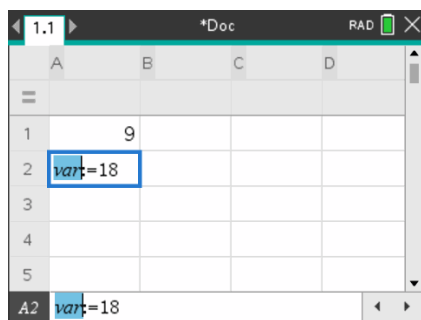 1.1 *Doc RAD
A B C D
=
1 9
2 var:=18
3
4
5
A2 var:=18